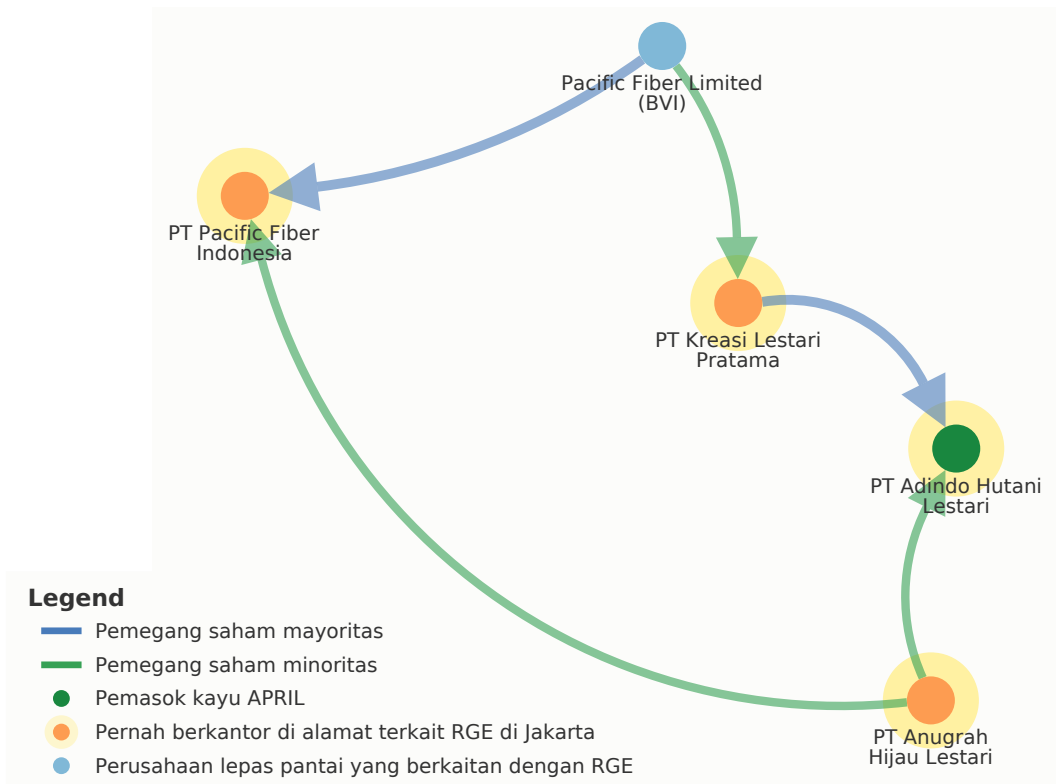 Pacific Fiber Limited
(BVI)
PT Pacific Fiber
Indonesia
PT Kreasi Lestari
Pratama
PT Adindo Hutani
Lestari
PT Anugrah
Hijau Lestari
Legend
Pemegang saham mayoritas
Pemegang saham minoritas
Pemasok kayu APRIL
Pernah berkantor di alamat terkait RGE di Jakarta
Perusahaan lepas pantai yang berkaitan dengan RGE